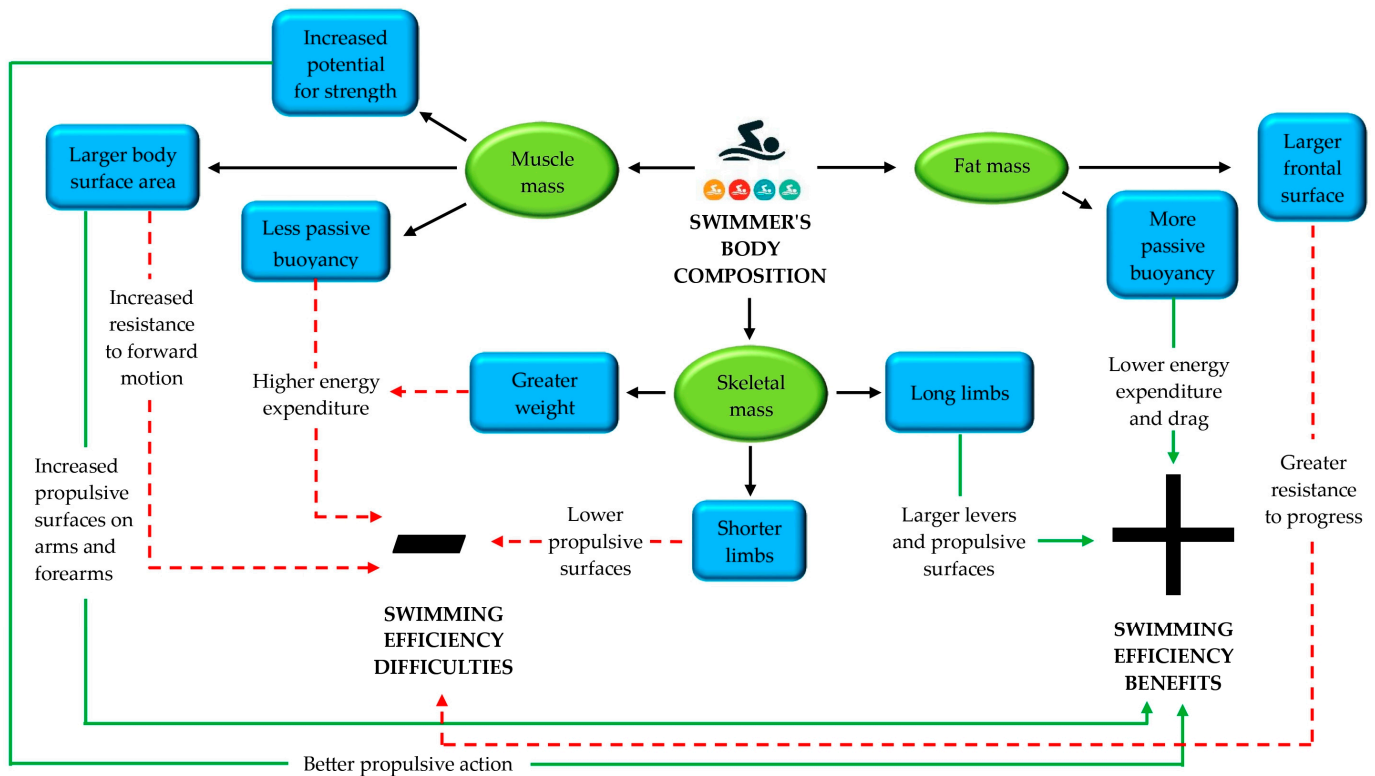 Increased
potential
for strength
Larger body
surface area
Muscle
mass
Fat mass
Larger
frontal
surface
Less passive
buoyancy
SWIMMER'S
BODY
COMPOSITION
More
passive
buoyancy
Increased
resistance
to forward
motion
Higher energy
expenditure
Greater
weight
Skeletal
mass
Long limbs
Lower energy
expenditure
and drag
Increased
propulsive
surfaces on
arms and
forearms
Lower
propulsive
surfaces
Shorter
limbs
Larger levers
and propulsive
surfaces
Greater
resistance
to progress
SWIMMING
EFFICIENCY
DIFFICULTIES
SWIMMING
EFFICIENCY
BENEFITS
Better propulsive action